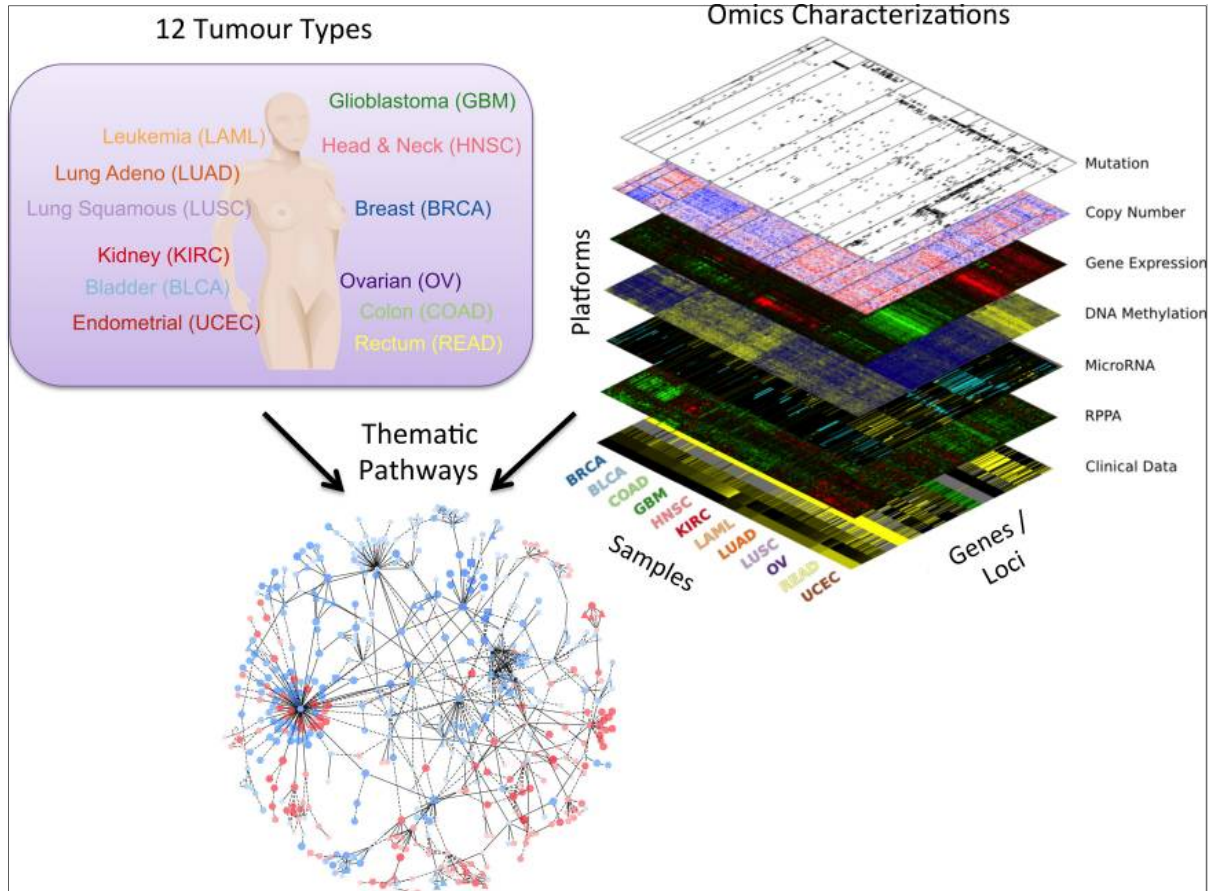 12 Tumour Types
Glioblastoma (GBM)
Leukemia (LAML)
Head & Neck (HNSC)
Lung Adeno (LUAD)
Lung Squamous (LUSC)
Breast (BRCA)
Kidney (KIRC)
Ovarian (OV)
Bladder (BLCA)
Colon (COAD)
Endometrial (UCEC)
Rectum (READ)
Omics Characterizations
Mutation
Copy Number
Gene Expression
DNA Methylation
MicroRNA
RPPA
Clinical Data
Platforms
BRCA
BLCA
COAD
GBM
HNSC
KIRC
LAML
LUAD
LUSC
OV
READ
UCEC
Samples
Genes /
Loci
Thematic
Pathways